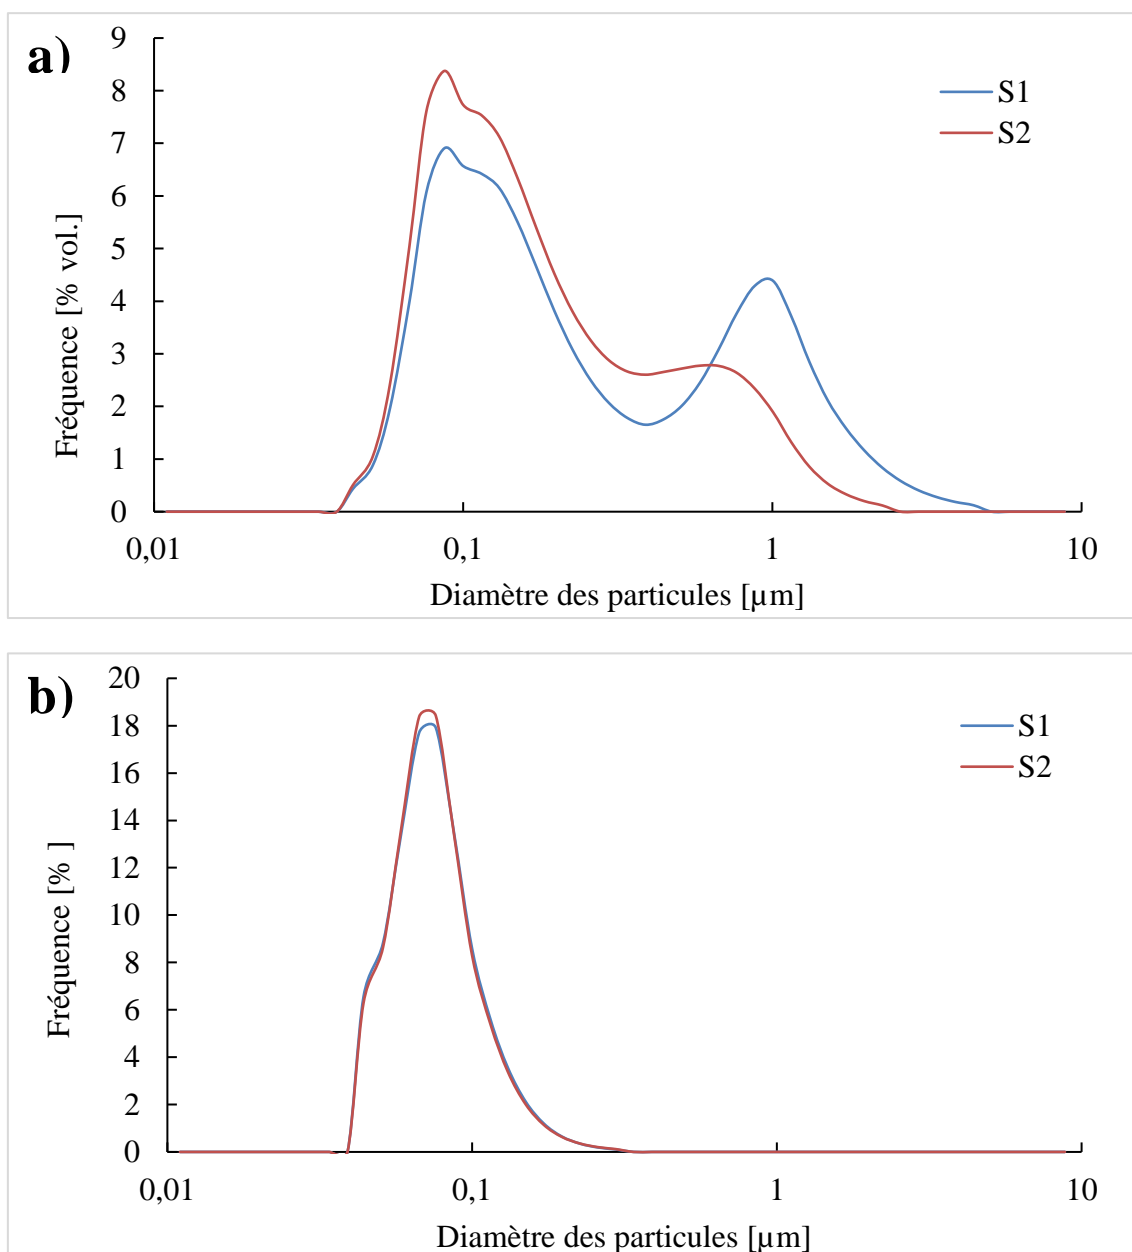 a)
9
8
7
6
5
4
3
2
1
0
Fréquence [% vol.]
S1
S2
0,01
0,1
1
10
Diamètre des particules [µm]
b)
20
18
16
14
12
10
8
6
4
2
0
Fréquence [% ]
S1
S2
0,01
0,1
1
10
Diamètre des particules [µm]